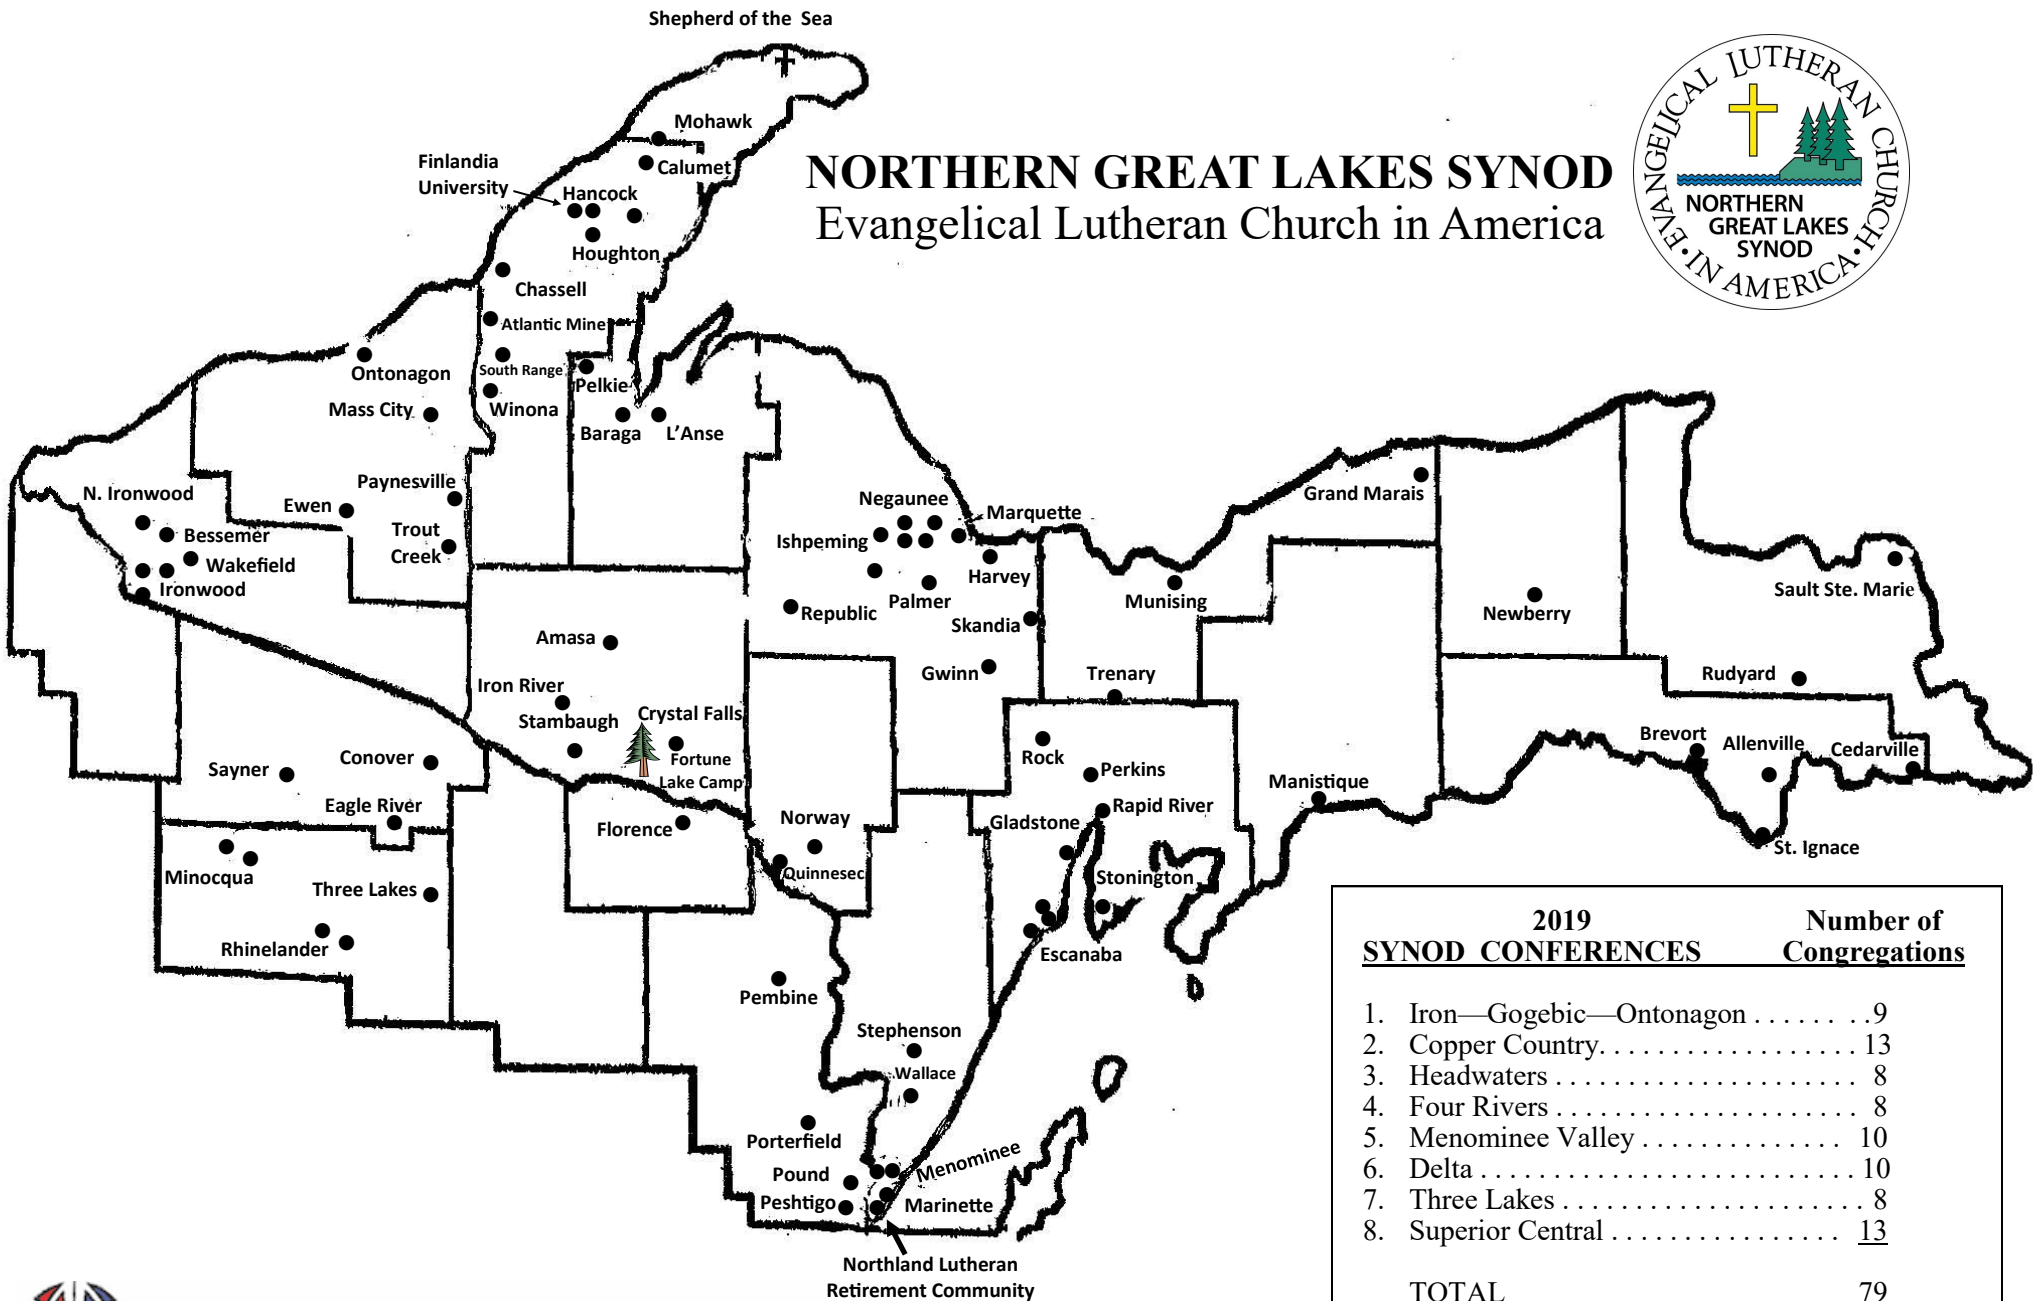 Shepherd of the Sea
Mohawk
Calumet
Finlandia
University
Hancock
Houghton
Chassell
Atlantic Mine
South Range
Winona
Pelkie
Baraga
L'Anse
Ontonagon
Mass City
Paynesville
Ewen
Trout
Creek
N. Ironwood
Bessemer
Wakefield
Ironwood
NORTHERN GREAT LAKES SYNOD
Evangelical Lutheran Church in America
EVANGELICAL LUTHERAN CHURCH • IN AMERICA •
NORTHERN
GREAT LAKES
SYNOD
Negaunee
Marquette
Ishpeming
Harvey
Palmer
Republic
Skandia
Gwinn
Grand Marais
Munising
Trenary
Newberry
Sault Ste. Marie
Rudyard
Brevort
Allenville
Cedarville
St. Ignace
Manistique
Amasa
Iron River
Stambaugh
Crystal Falls
Fortune
Lake Camp
Conover
Sayner
Eagle River
Minocqua
Three Lakes
Rhinelander
Florence
Norway
Quinnesec
Rock
Perkins
Rapid River
Gladstone
Stonington
Escanaba
Pembine
Stephenson
Wallace
Porterfield
Pound
Peshtigo
Menominee
Marinette
Northland Lutheran
Retirement Community
2019 Number of
SYNOD CONFERENCES Congregations
1. Iron—Gogebic—Ontonagon . . . . . . . .9
2. Copper Country. . . . . . . . . . . . . . . . . . 13
3. Headwaters . . . . . . . . . . . . . . . . . . . . . 8
4. Four Rivers . . . . . . . . . . . . . . . . . . . . . 8
5. Menominee Valley . . . . . . . . . . . . . . 10
6. Delta . . . . . . . . . . . . . . . . . . . . . . . . . . 10
7. Three Lakes . . . . . . . . . . . . . . . . . . . . . 8
8. Superior Central . . . . . . . . . . . . . . . . 13
TOTAL 79